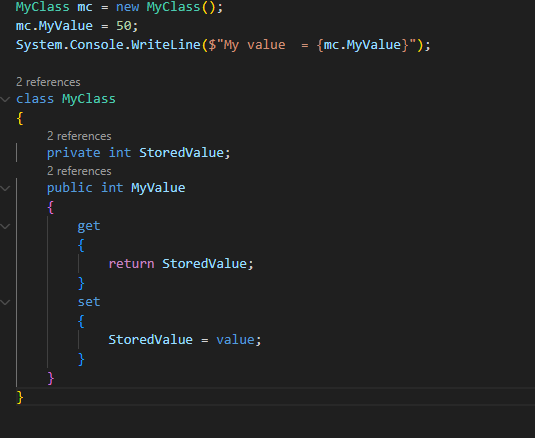 MyClass mc = new MyClass();
mc.MyValue = 50;
System.Console.WriteLine($"My value  = {mc.MyValue}");
2 references
class MyClass
{
2 references
private int StoredValue;
2 references
public int MyValue
{
get
{
return StoredValue;
}
set
{
StoredValue = value;
}
}
}